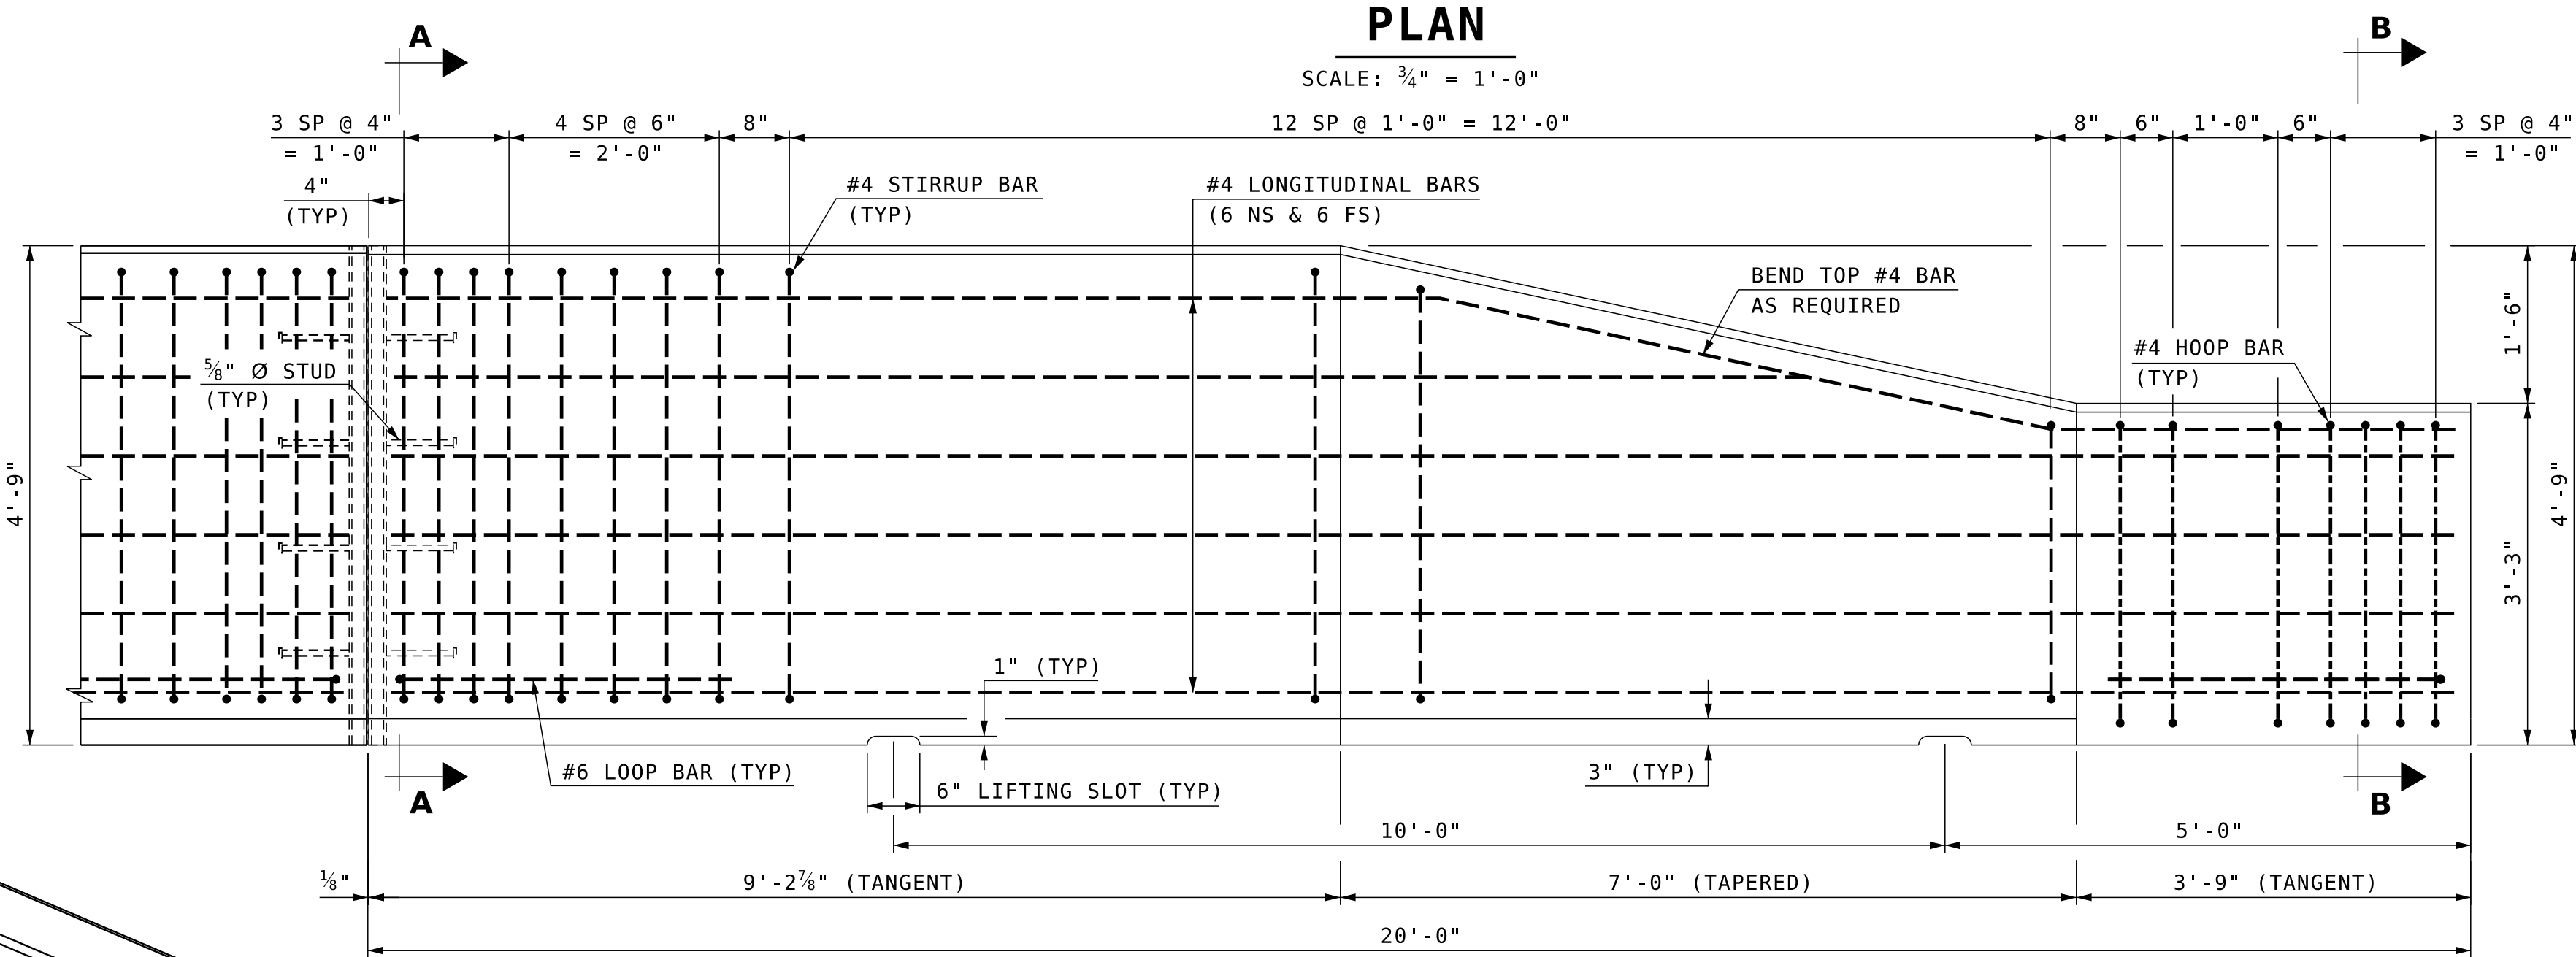 PLAN
SCALE: ¾" = 1'-0"
A
B
3 SP @ 4"
= 1'-0"
4 SP @ 6"
= 2'-0"
8"
12 SP @ 1'-0" = 12'-0"
8"
6"
1'-0"
6"
3 SP @ 4"
= 1'-0"
4"
(TYP)
#4 STIRRUP BAR
(TYP)
#4 LONGITUDINAL BARS
(6 NS & 6 FS)
BEND TOP #4 BAR
AS REQUIRED
#4 HOOP BAR
(TYP)
1'-6"
⅝" Ø STUD
(TYP)
4'-9"
4'-9"
3'-3"
1" (TYP)
#6 LOOP BAR (TYP)
6" LIFTING SLOT (TYP)
3" (TYP)
A
B
10'-0"
5'-0"
⅛"
9'-2⅞" (TANGENT)
7'-0" (TAPERED)
3'-9" (TANGENT)
20'-0"